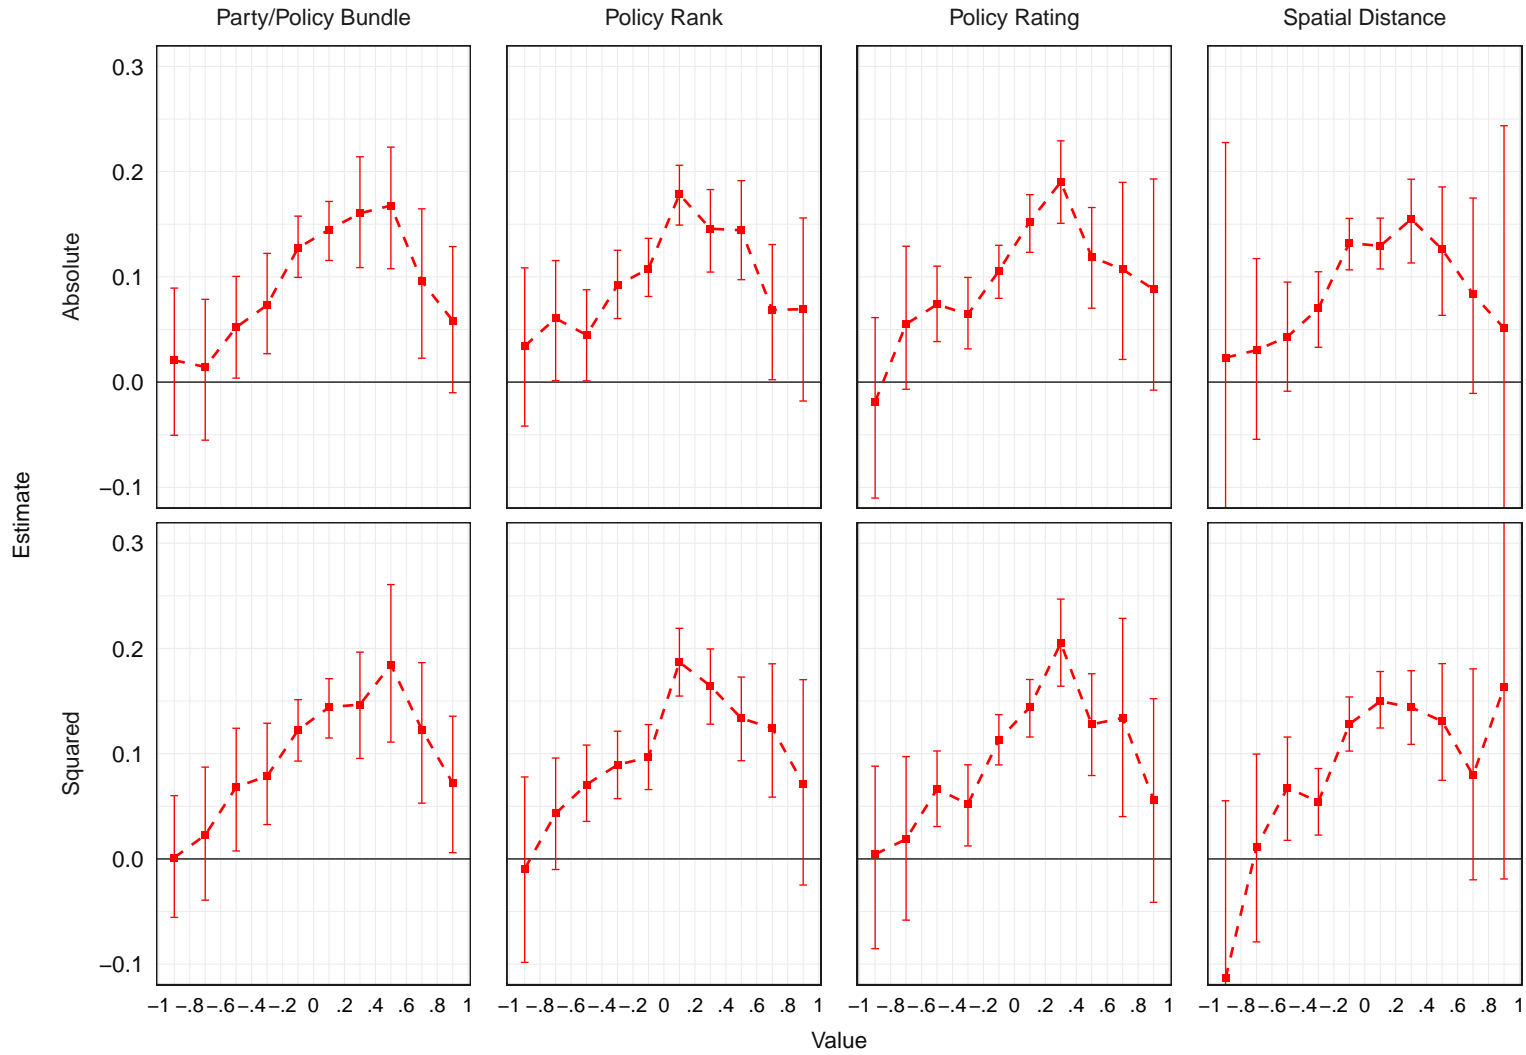 Party/Policy Bundle Policy Rank Policy Rating Spatial Distance
0.3
0.2
0.1
0.0
−0.1
Absolute
0.3
0.2
0.1
0.0
−0.1
Squared
Estimate
−1 −.8 −.6 −.4 −.2 0 .2 .4 .6 .8 1 −1 −.8 −.6 −.4 −.2 0 .2 .4 .6 .8 1 −1 −.8 −.6 −.4 −.2 0 .2 .4 .6 .8 1 −1 −.8 −.6 −.4 −.2 0 .2 .4 .6 .8 1
Value